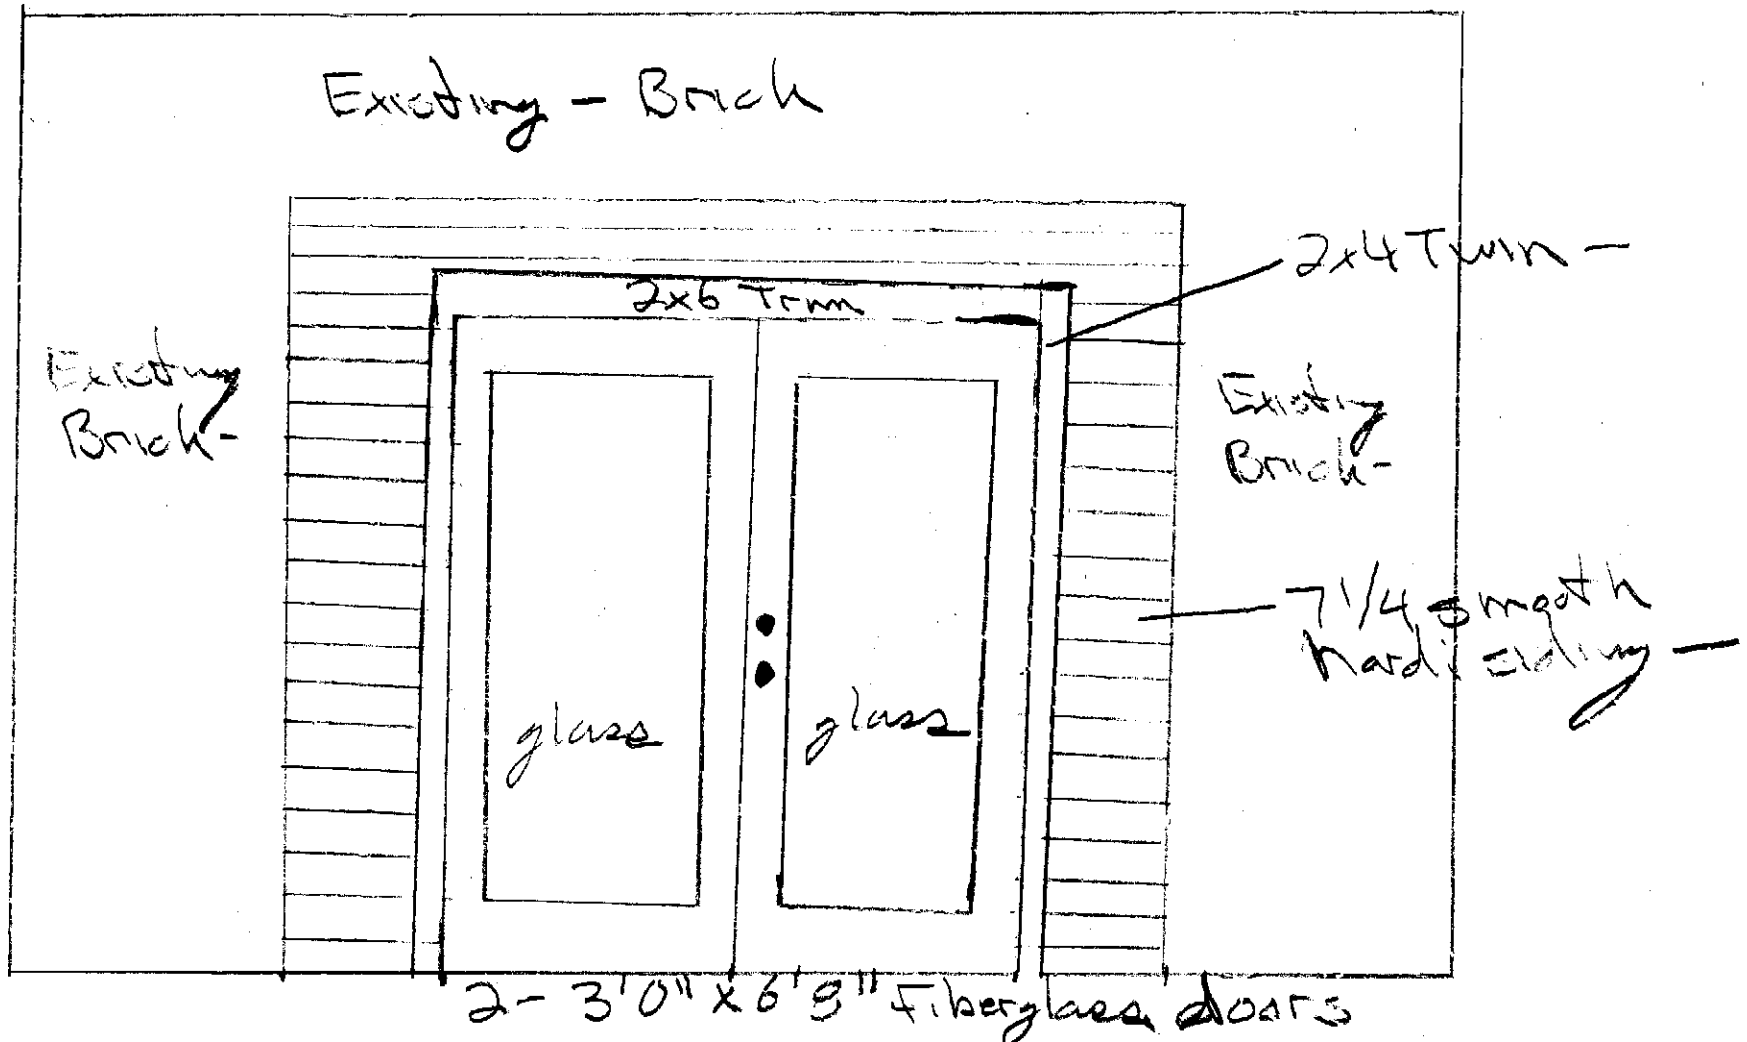 Existing - Brick
2x4 Trim -
2x6 Trim
Existing
Brick-
Existing
Brick-
7 1/4 smooth
hardi siding -
glass
glass
2 - 3'0" x 6'8" Fiberglass doors